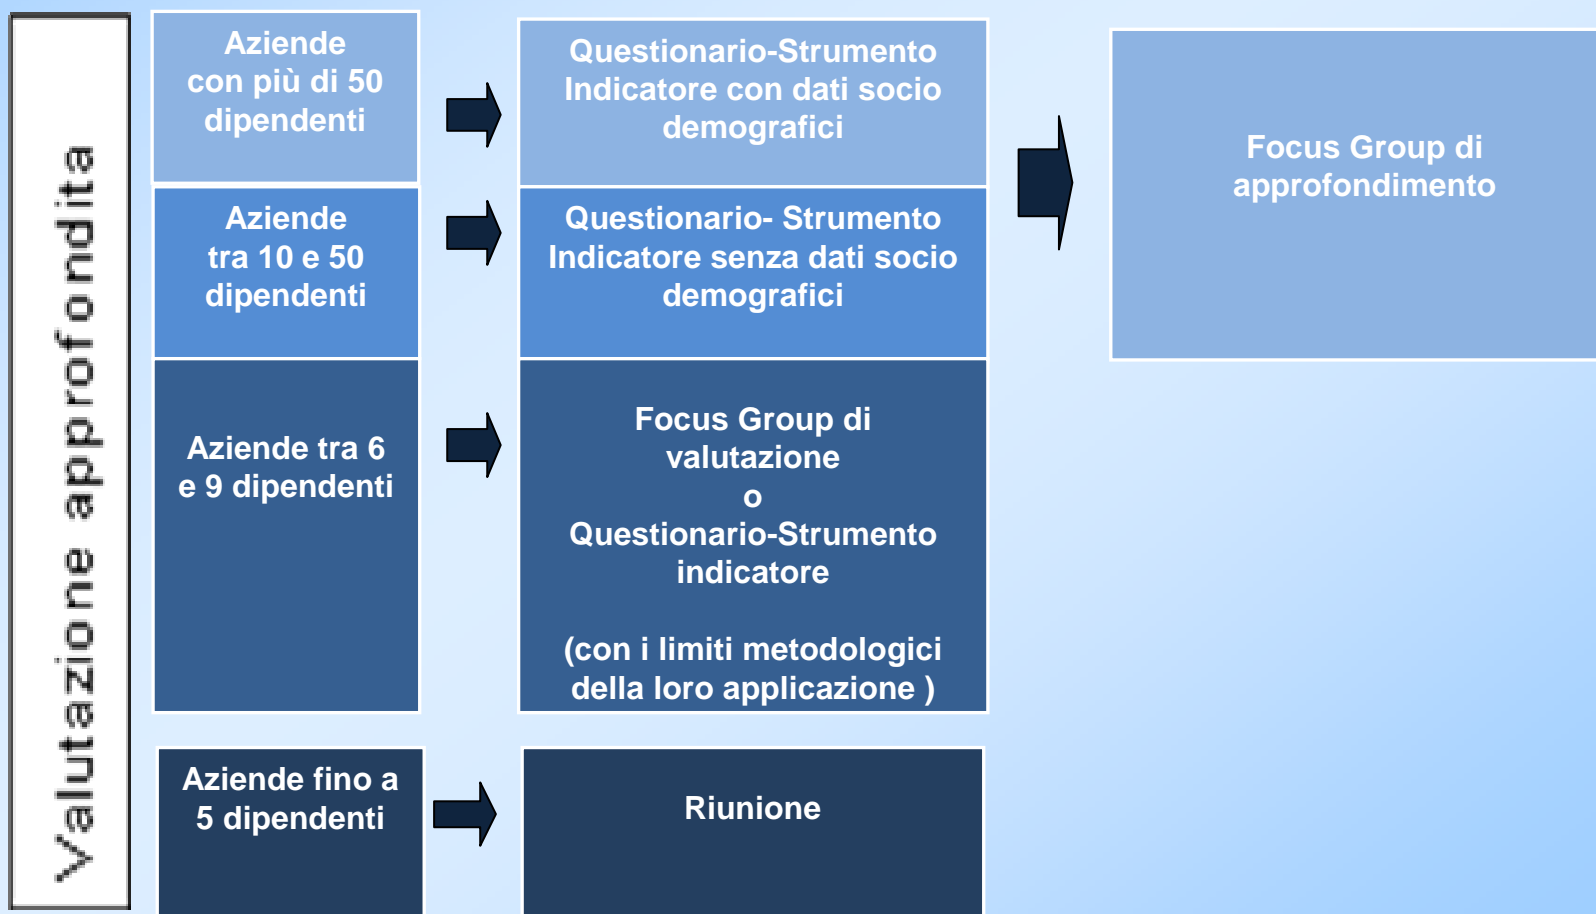 Valutazione approfondita
Aziende
con più di 50
dipendenti
Questionario-Strumento
Indicatore con dati socio
demografici
Focus Group di
approfondimento
Aziende
tra 10 e 50
dipendenti
Questionario- Strumento
Indicatore senza dati socio
demografici
Aziende tra 6
e 9 dipendenti
Focus Group di
valutazione
o
Questionario-Strumento
indicatore
(con i limiti metodologici
della loro applicazione )
Aziende fino a
5 dipendenti
Riunione